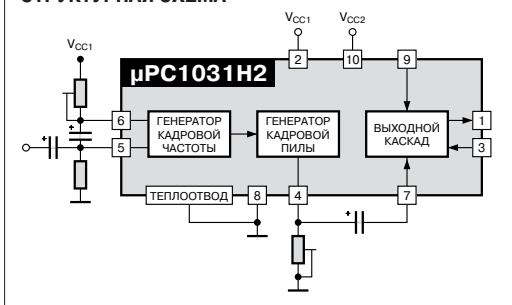 СТРУКТУРНАЯ СХЕМА
VCC1 VCC2
VCC1
2 10 9
μPC1031H2
6 ГЕНЕРАТОР КАДРОВОЙ ЧАСТОТЫ
ГЕНЕРАТОР КАДРОВОЙ ПИЛЫ
ВЫХОДНОЙ КАСКАД
1
5
3
ТЕПЛООТВОД 8 4 7
+
+
+